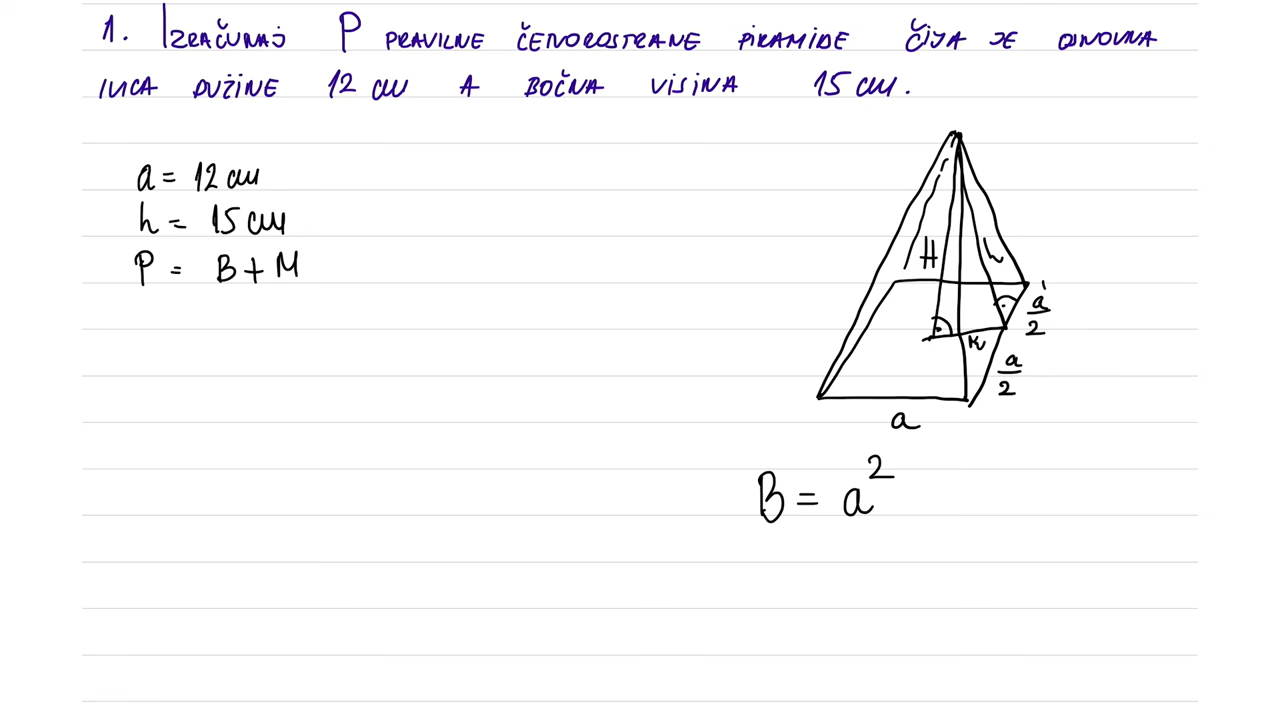 1. IZRAČUNAJ P PRAVILNE ČETVOROSTRANE PIRAMIDE ČIJA JE OSNOVNA
IVICA DUŽINE 12 cm A BOČNA VISINA 15 cm.
a = 12 cm
h = 15 cm
P = B + M
H
h
a/2
a/2
a
B = a²